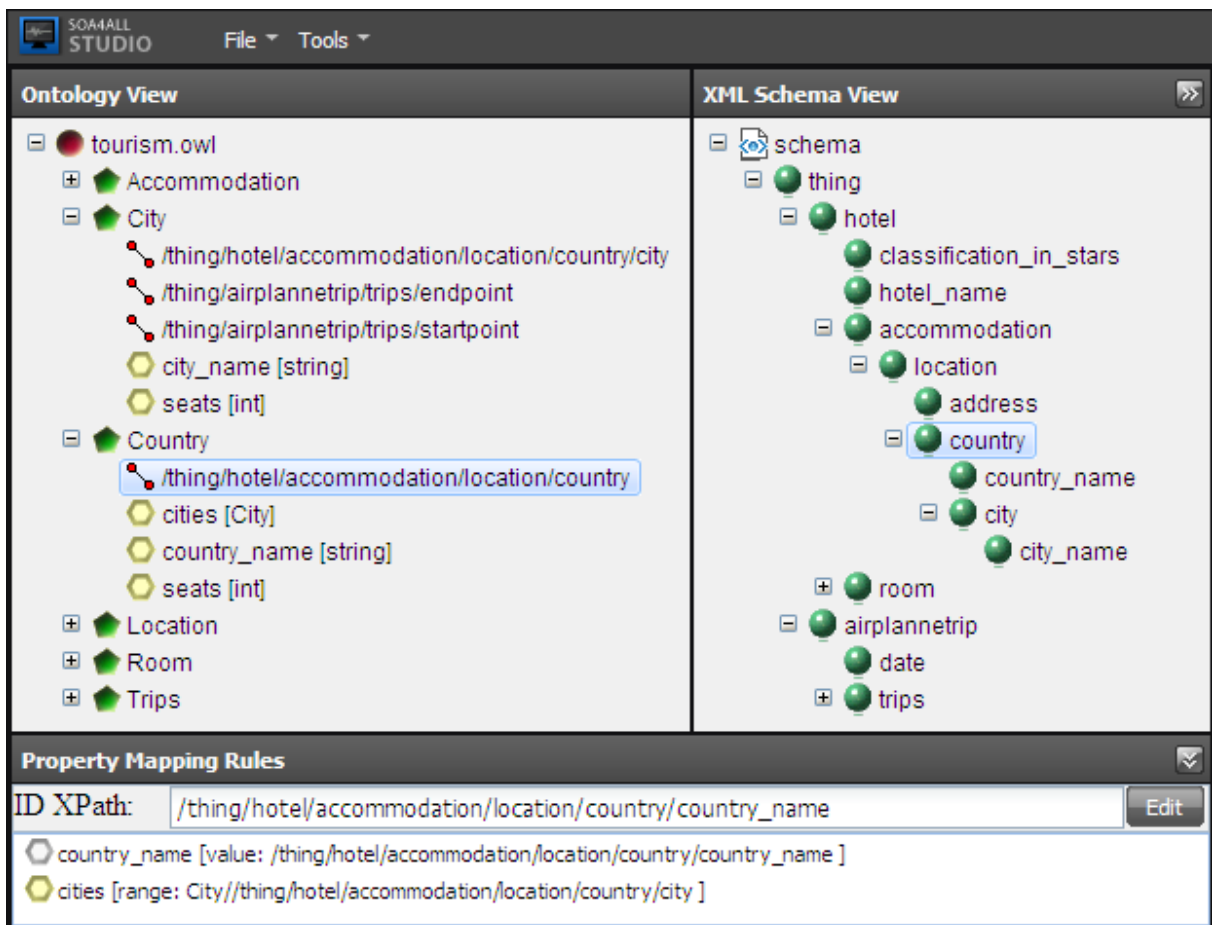 SOA4ALL
STUDIO
File Tools
Ontology View
tourism.owl
Accommodation
City
/thing/hotel/accommodation/location/country/city
/thing/airplannetrip/trips/endpoint
/thing/airplannetrip/trips/startpoint
city_name [string]
seats [int]
Country
/thing/hotel/accommodation/location/country
cities [City]
country_name [string]
seats [int]
Location
Room
Trips
XML Schema View
schema
thing
hotel
classification_in_stars
hotel_name
accommodation
location
address
country
country_name
city
city_name
room
airplannetrip
date
trips
Property Mapping Rules
ID XPath: /thing/hotel/accommodation/location/country/country_name Edit
country_name [value: /thing/hotel/accommodation/location/country/country_name ]
cities [range: City//thing/hotel/accommodation/location/country/city ]